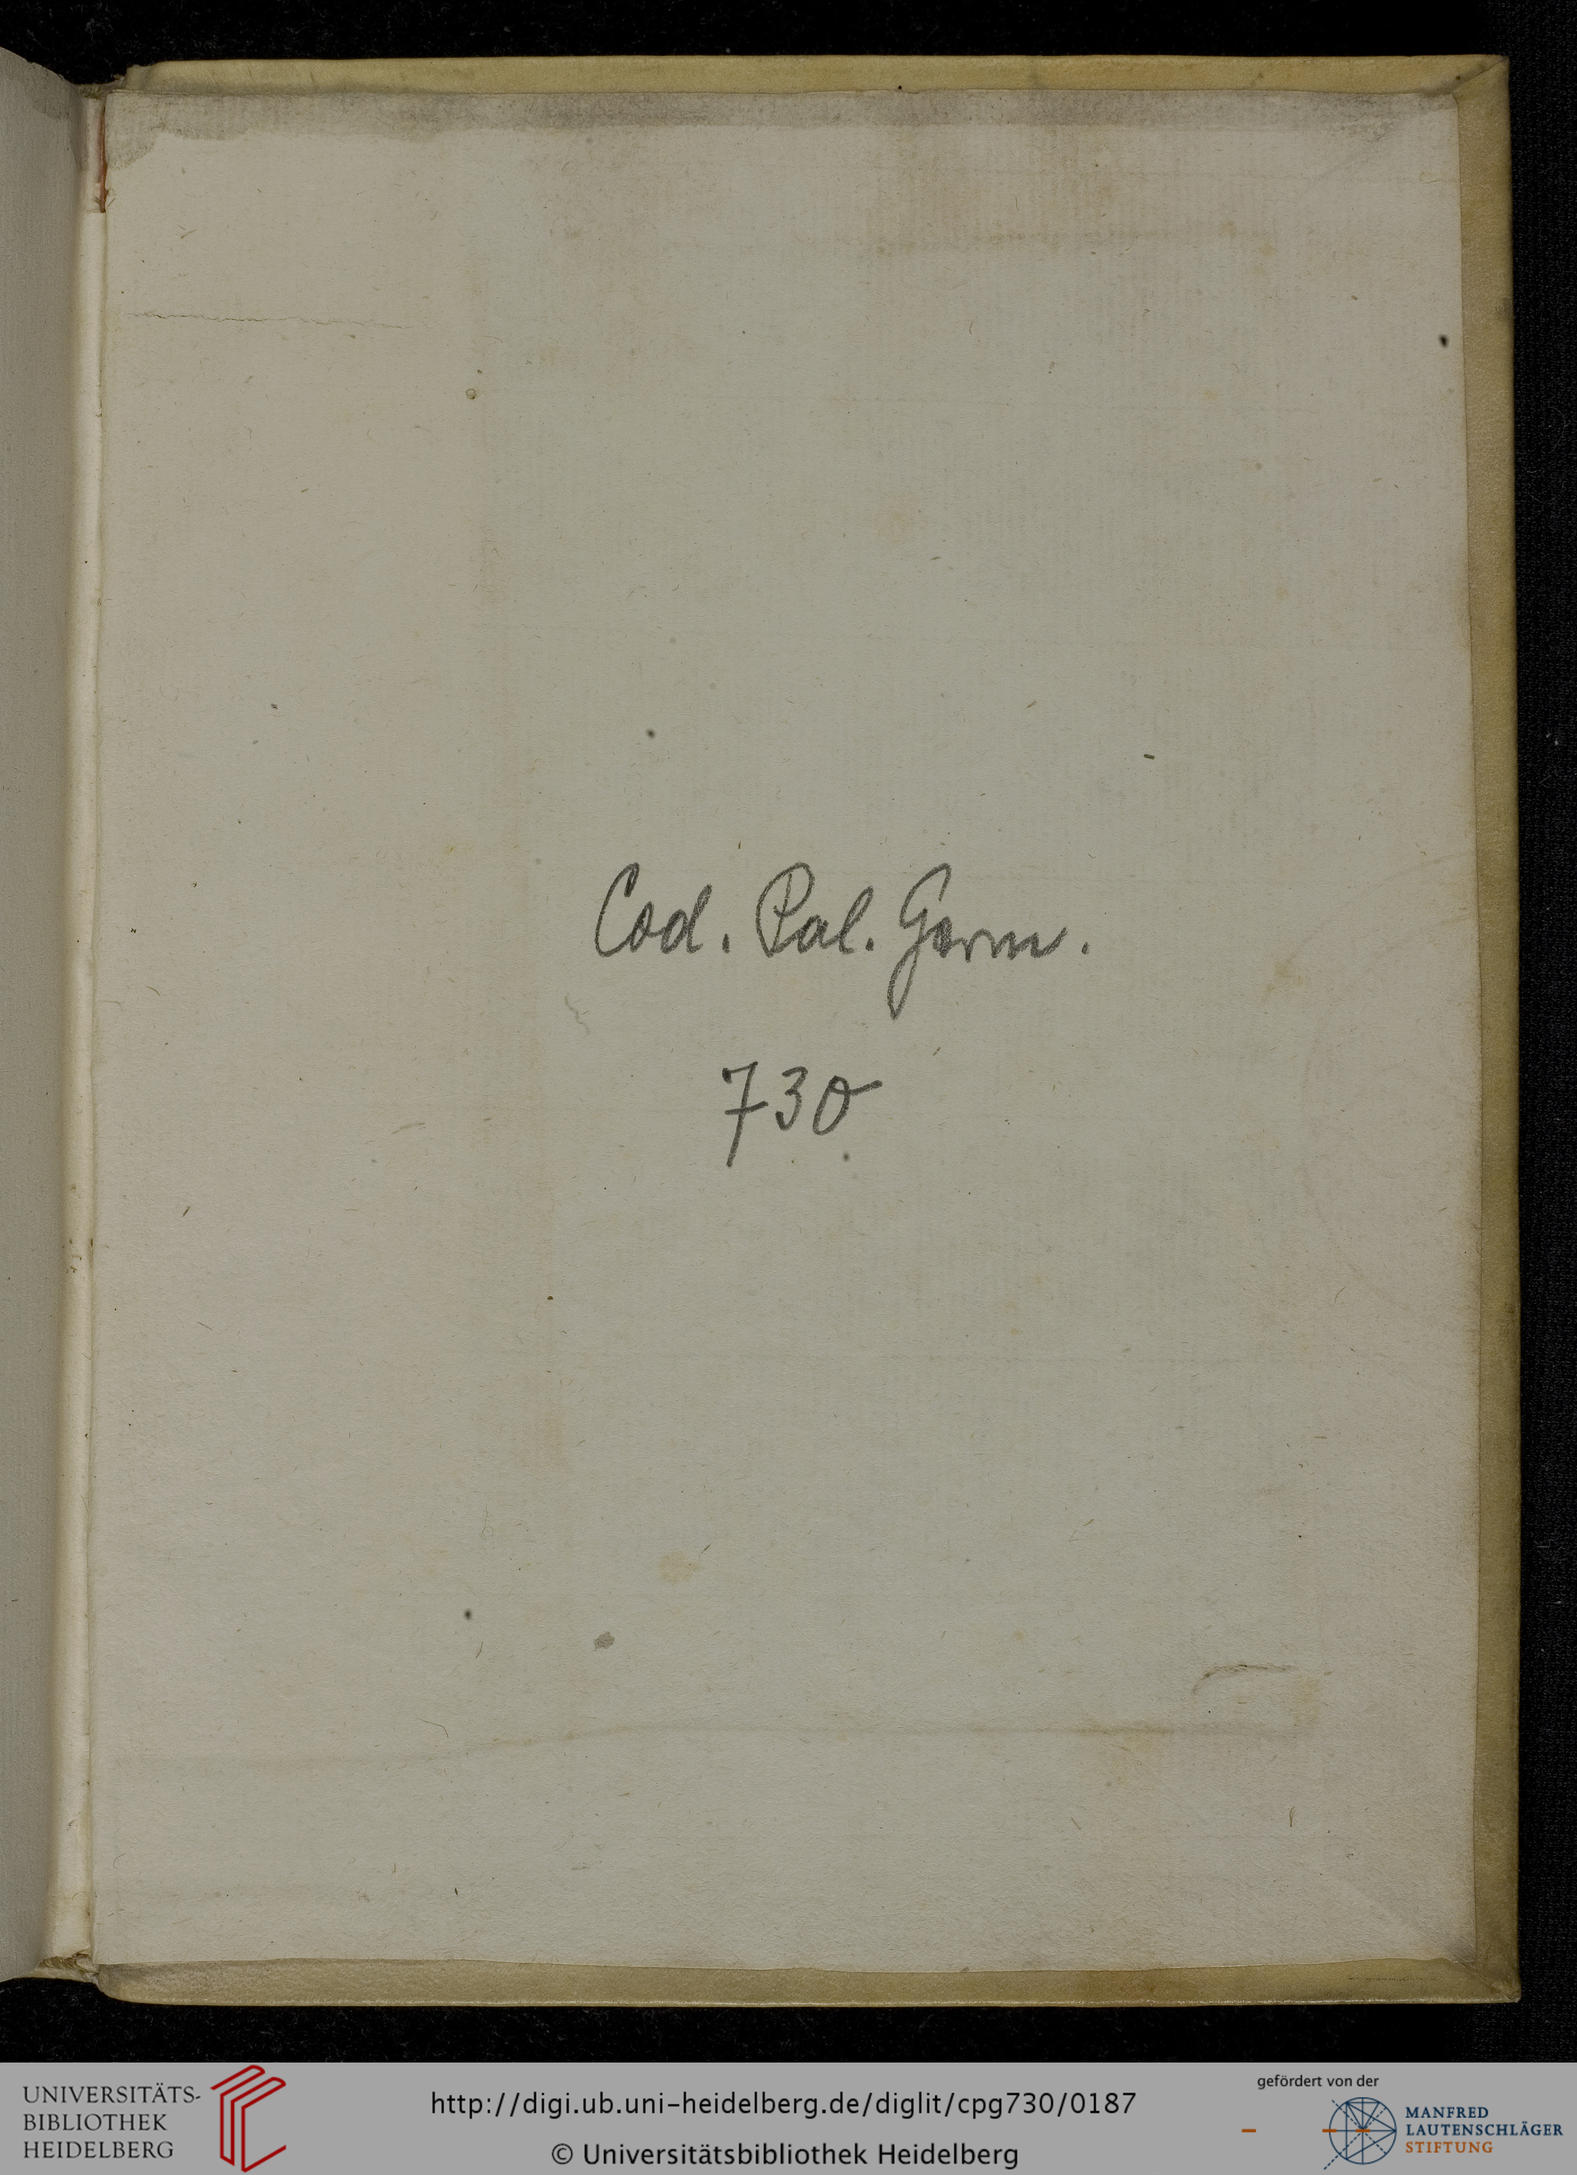 Cod. Pal. Germ.
730
UNIVERSITÄTS-
BIBLIOTHEK
HEIDELBERG
http://digi.ub.uni-heidelberg.de/diglit/cpg730/0187
© Universitätsbibliothek Heidelberg
gefördert von der
MANFRED
LAUTENSCHLÄGER
STIFTUNG